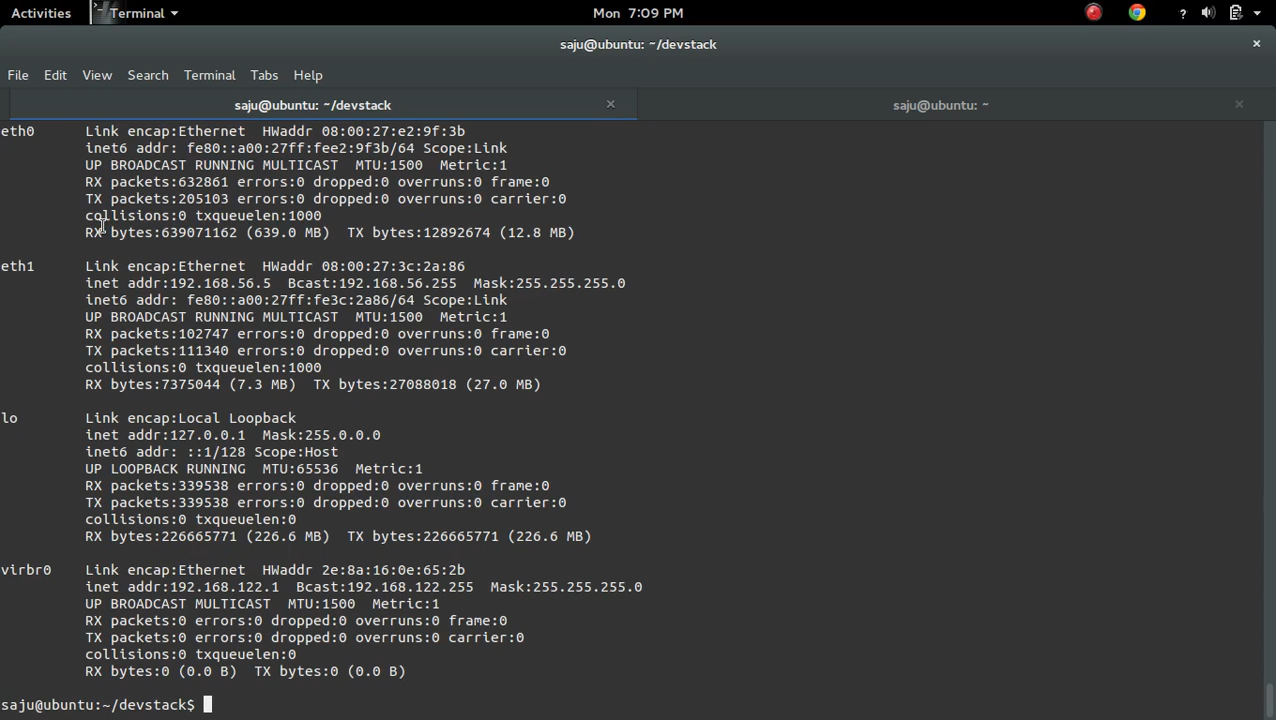 Activities Terminal Mon 7:09 PM ?
saju@ubuntu: ~/devstack ×
File Edit View Search Terminal Tabs Help
saju@ubuntu: ~/devstack × saju@ubuntu: ~ ×
eth0 Link encap:Ethernet HWaddr 08:00:27:e2:9f:3b
inet6 addr: fe80::a00:27ff:fee2:9f3b/64 Scope:Link
UP BROADCAST RUNNING MULTICAST MTU:1500 Metric:1
RX packets:632861 errors:0 dropped:0 overruns:0 frame:0
TX packets:205103 errors:0 dropped:0 overruns:0 carrier:0
collisions:0 txqueuelen:1000
RX bytes:639071162 (639.0 MB) TX bytes:12892674 (12.8 MB)
eth1 Link encap:Ethernet HWaddr 08:00:27:3c:2a:86
inet addr:192.168.56.5 Bcast:192.168.56.255 Mask:255.255.255.0
inet6 addr: fe80::a00:27ff:fe3c:2a86/64 Scope:Link
UP BROADCAST RUNNING MULTICAST MTU:1500 Metric:1
RX packets:102747 errors:0 dropped:0 overruns:0 frame:0
TX packets:111340 errors:0 dropped:0 overruns:0 carrier:0
collisions:0 txqueuelen:1000
RX bytes:7375044 (7.3 MB) TX bytes:27088018 (27.0 MB)
lo Link encap:Local Loopback
inet addr:127.0.0.1 Mask:255.0.0.0
inet6 addr: ::1/128 Scope:Host
UP LOOPBACK RUNNING MTU:65536 Metric:1
RX packets:339538 errors:0 dropped:0 overruns:0 frame:0
TX packets:339538 errors:0 dropped:0 overruns:0 carrier:0
collisions:0 txqueuelen:0
RX bytes:226665771 (226.6 MB) TX bytes:226665771 (226.6 MB)
virbr0 Link encap:Ethernet HWaddr 2e:8a:16:0e:65:2b
inet addr:192.168.122.1 Bcast:192.168.122.255 Mask:255.255.255.0
UP BROADCAST MULTICAST MTU:1500 Metric:1
RX packets:0 errors:0 dropped:0 overruns:0 frame:0
TX packets:0 errors:0 dropped:0 overruns:0 carrier:0
collisions:0 txqueuelen:0
RX bytes:0 (0.0 B) TX bytes:0 (0.0 B)
saju@ubuntu:~/devstack$